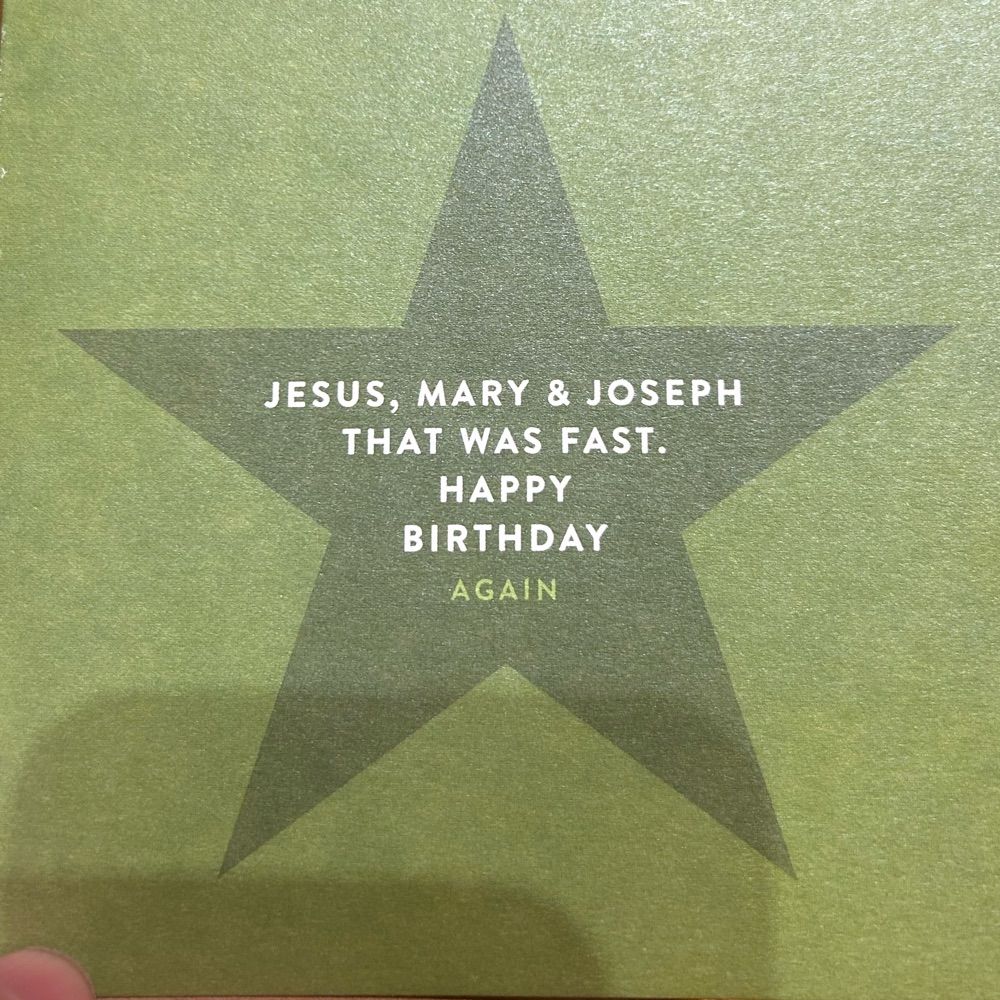 JESUS, MARY & JOSEPH
THAT WAS FAST.
HAPPY
BIRTHDAY
AGAIN